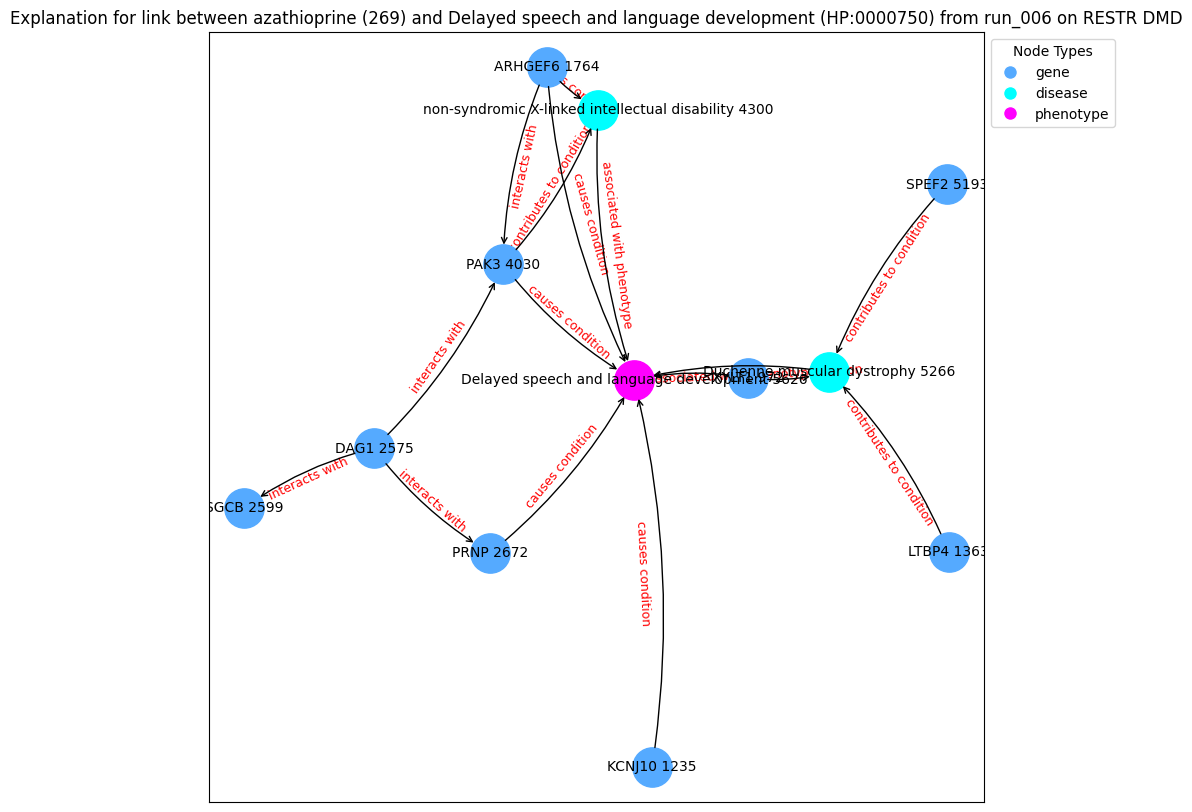 Explanation for link between azathioprine (269) and Delayed speech and language development (HP:0000750) from run_006 on RESTR DMD
Node Types
gene
disease
phenotype
ARHGEF6 1764
non-syndromic X-linked intellectual disability 4300
interacts with
contributes to condition
causes condition
associated with phenotype
SPEF2 5193
contributes to condition
PAK3 4030
causes condition
interacts with
Duchenne muscular dystrophy 5266
Delayed speech and language development 5626
contributes to condition
DAG1 2575
interacts with
interacts with
causes condition
SGCB 2599
PRNP 2672
LTBP4 1363
causes condition
KCNJ10 1235